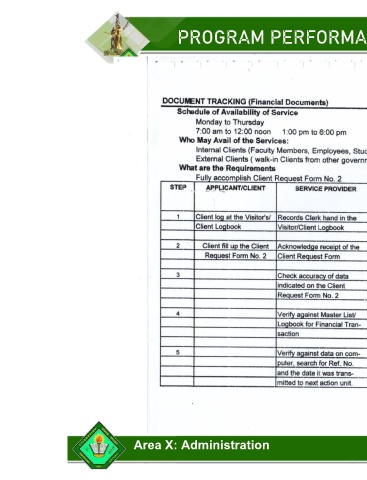 PROGRAM PERFORMA
DOCUMENT TRACKING (Financial Documents)
Schedule of Availability of Service
Monday to Thursday
7:00 am to 12:00 noon 1:00 pm to 6:00 pm
Who May Avail of the Services:
Internal Clients (Faculty Members, Employees, Stud
External Clients ( walk-in Clients from other governm
What are the Requirements
Fully accomplish Client Request Form No. 2
STEP APPLICANT/CLIENT SERVICE PROVIDER
1 Client log at the Visitor's/ Records Clerk hand in the
Client Logbook Visitor/Client Logbook
2 Client fill up the Client Acknowledge receipt of the
Request Form No. 2 Client Request Form
3 Check accuracy of data
indicated on the Client
Request Form No. 2
4 Verify against Master List/
Logbook for Financial Tran-
saction
5 Verify against data on com-
puter, search for Ref. No.
and the date it was trans-
mitted to next action unit.
Area X: Administration